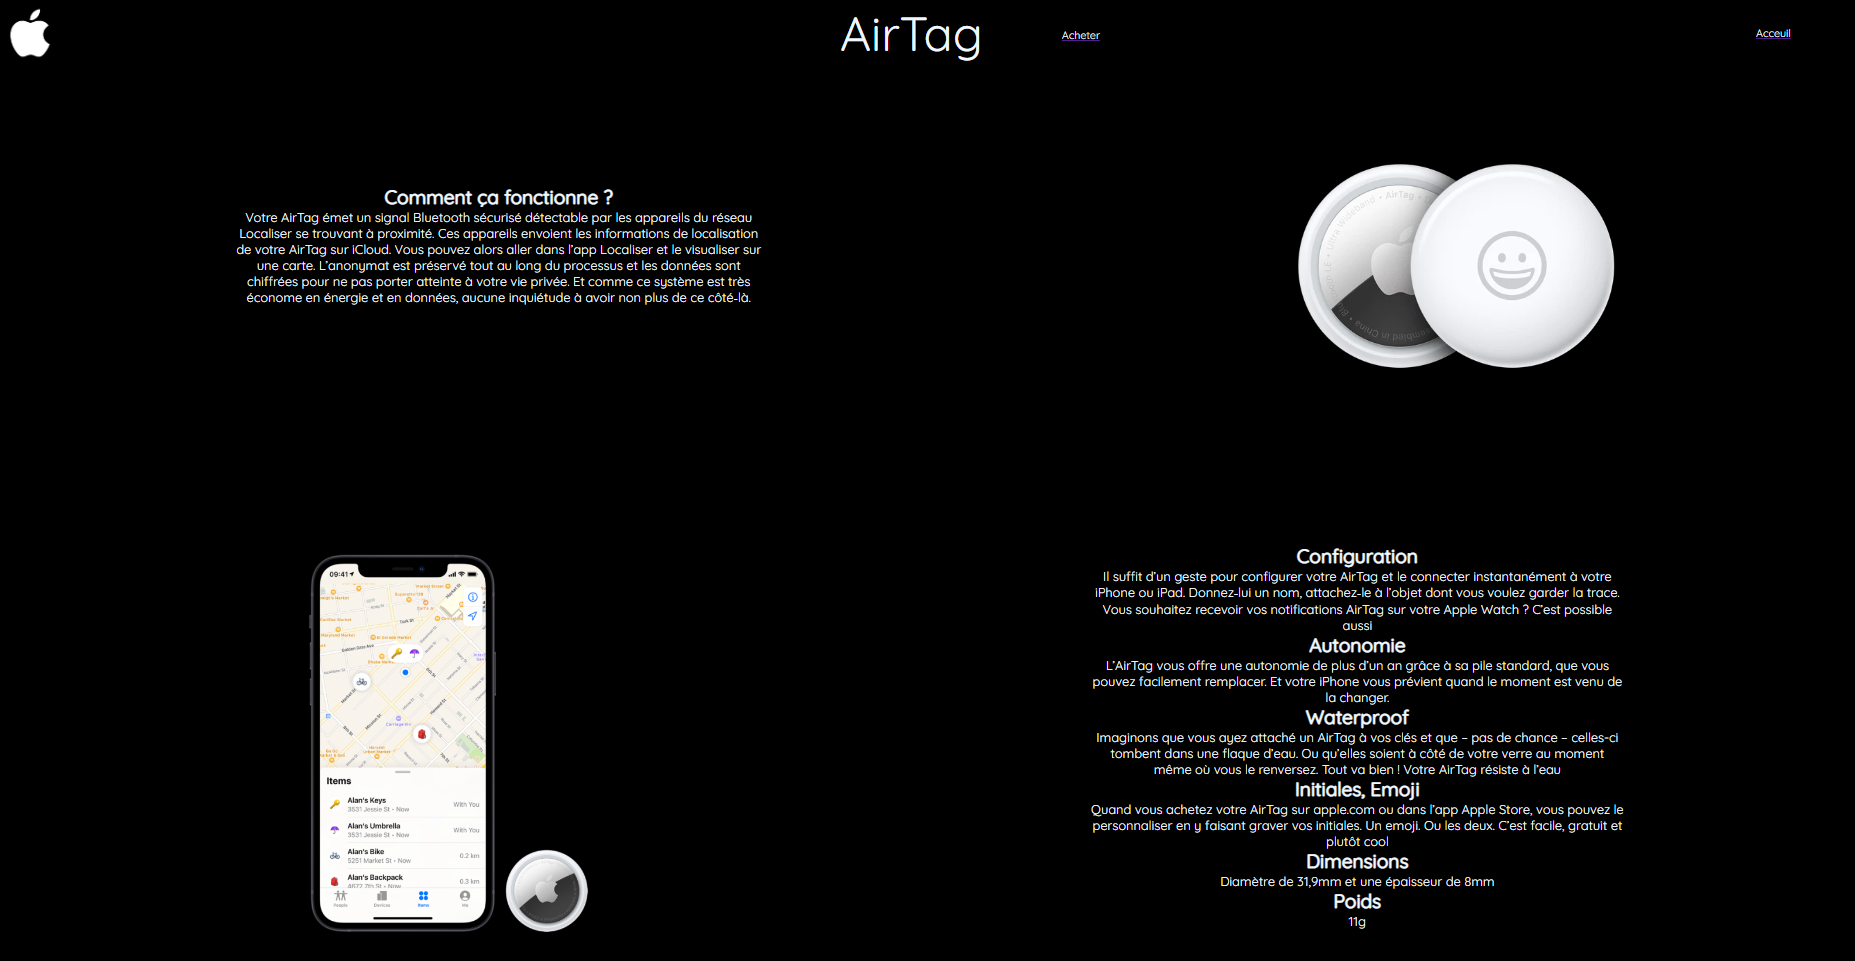 AirTag
Acheter
Acceuil
Comment ça fonctionne ?
Votre AirTag émet un signal Bluetooth sécurisé détectable par les appareils du réseau
Localiser se trouvant à proximité. Ces appareils envoient les informations de localisation
de votre AirTag sur iCloud. Vous pouvez alors aller dans l'app Localiser et le visualiser sur
une carte. L'anonymat est préservé tout au long du processus et les données sont
chiffrées pour ne pas porter atteinte à votre vie privée. Et comme ce système est très
économe en énergie et en données, aucune inquiétude à avoir non plus de ce côté-là.
AirTag
Ultra Wideband
09:41
Items
Alan's Keys
3531 Jessie St • Now
With You
Alan's Umbrella
3531 Jessie St • Now
With You
Alan's Bike
5251 Market St • Now
0.2 km
Alan's Backpack
4672 7th St • Now
0.3 km
People
Devices
Items
Me
Configuration
Il suffit d'un geste pour configurer votre AirTag et le connecter instantanément à votre
iPhone ou iPad. Donnez-lui un nom, attachez-le à l'objet dont vous voulez garder la trace.
Vous souhaitez recevoir vos notifications AirTag sur votre Apple Watch ? C'est possible
aussi
Autonomie
L'AirTag vous offre une autonomie de plus d'un an grâce à sa pile standard, que vous
pouvez facilement remplacer. Et votre iPhone vous prévient quand le moment est venu de
la changer.
Waterproof
Imaginons que vous ayez attaché un AirTag à vos clés et que – pas de chance – celles-ci
tombent dans une flaque d'eau. Ou qu'elles soient à côté de votre verre au moment
même où vous le renversez. Tout va bien ! Votre AirTag résiste à l'eau
Initiales, Emoji
Quand vous achetez votre AirTag sur apple.com ou dans l'app Apple Store, vous pouvez le
personnaliser en y faisant graver vos initiales. Un emoji. Ou les deux. C'est facile, gratuit et
plutôt cool
Dimensions
Diamètre de 31,9mm et une épaisseur de 8mm
Poids
11g